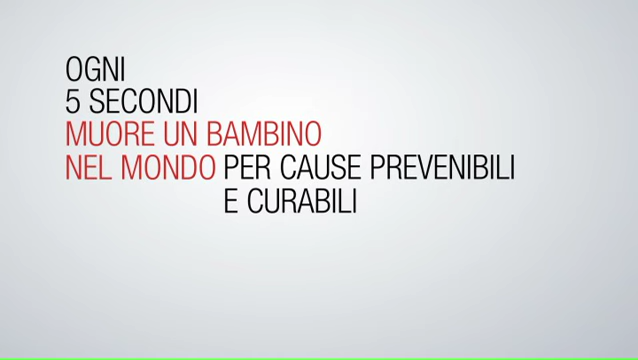 OGNI
5 SECONDI
MUORE UN BAMBINO
NEL MONDO PER CAUSE PREVENIBILI
E CURABILI